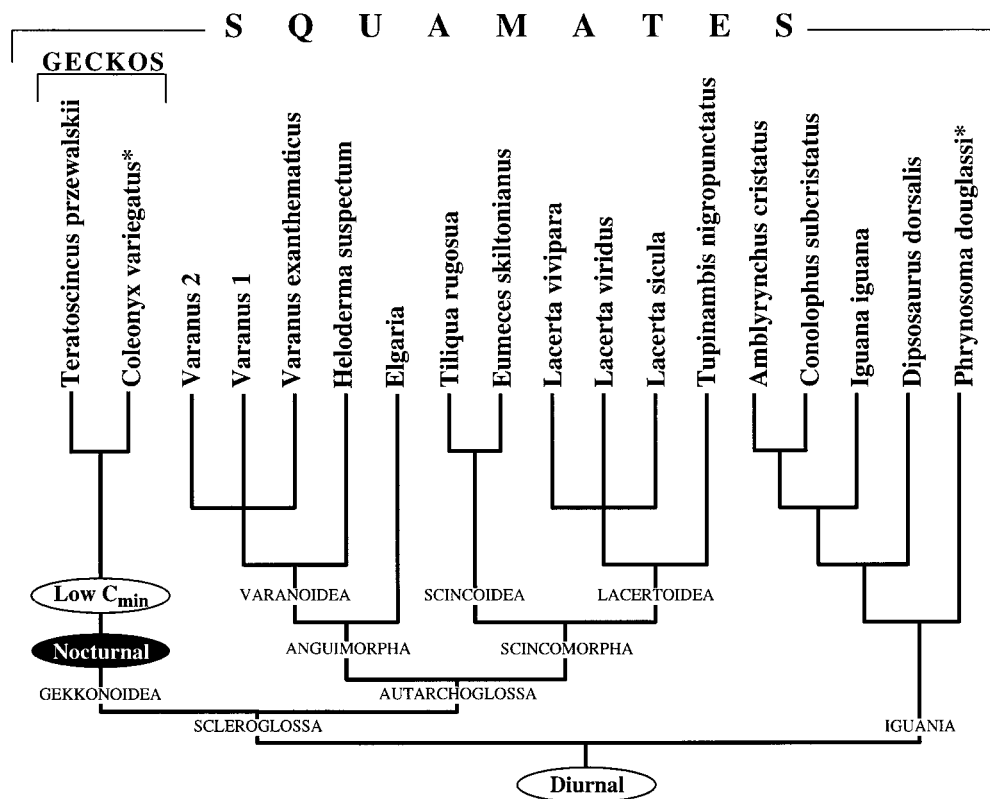 S Q U A M A T E S
GECKOS
Teratoscincus przewalskii
Coleonyx variegatus*
Varanus 2
Varanus 1
Varanus exanthematicus
Heloderma suspectum
Elgaria
Tiliqua rugosua
Eumeces skiltonianus
Lacerta vivipara
Lacerta viridus
Lacerta sicula
Tupinambis nigropunctatus
Amblyrynchus cristatus
Conolophus subcristatus
Iguana iguana
Dipsosaurus dorsalis
Phrynosoma douglassi*
Low Cmin
VARANOIDEA
SCINCOIDEA
LACERTOIDEA
Nocturnal
ANGUIMORPHA
SCINCOMORPHA
GEKKONOIDEA
AUTARCHOGLOSSA
SCLEROGLOSSA
IGUANIA
Diurnal